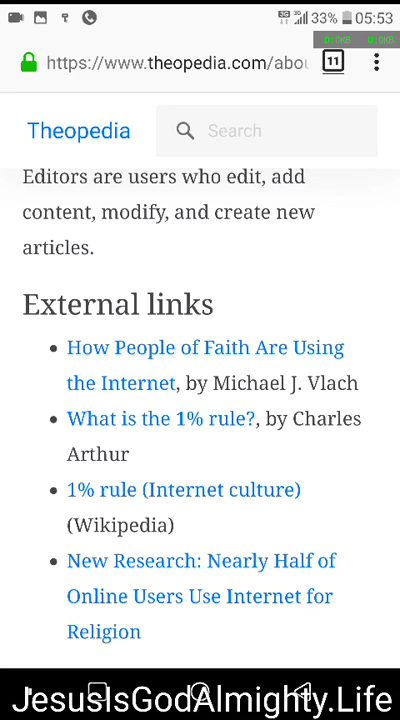 33% 05:53
https://www.theopedia.com/abou
11
Theopedia
Search
Editors are users who edit, add
content, modify, and create new
articles.
External links
How People of Faith Are Using
the Internet, by Michael J. Vlach
What is the 1% rule?, by Charles
Arthur
1% rule (Internet culture)
(Wikipedia)
New Research: Nearly Half of
Online Users Use Internet for
Religion
JesusIsGodAlmighty.Life